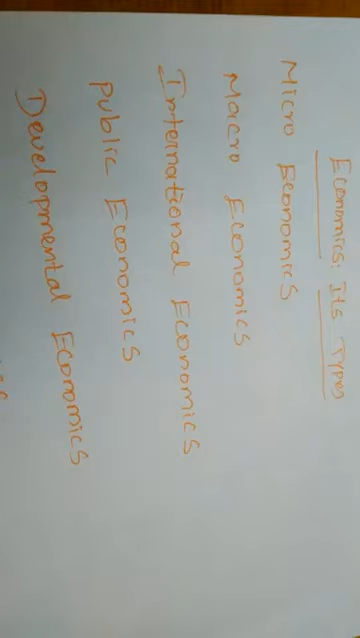 Economics: Its Types
Micro Economics
Macro Economics
International Economics
Public Economics
Developmental Economics